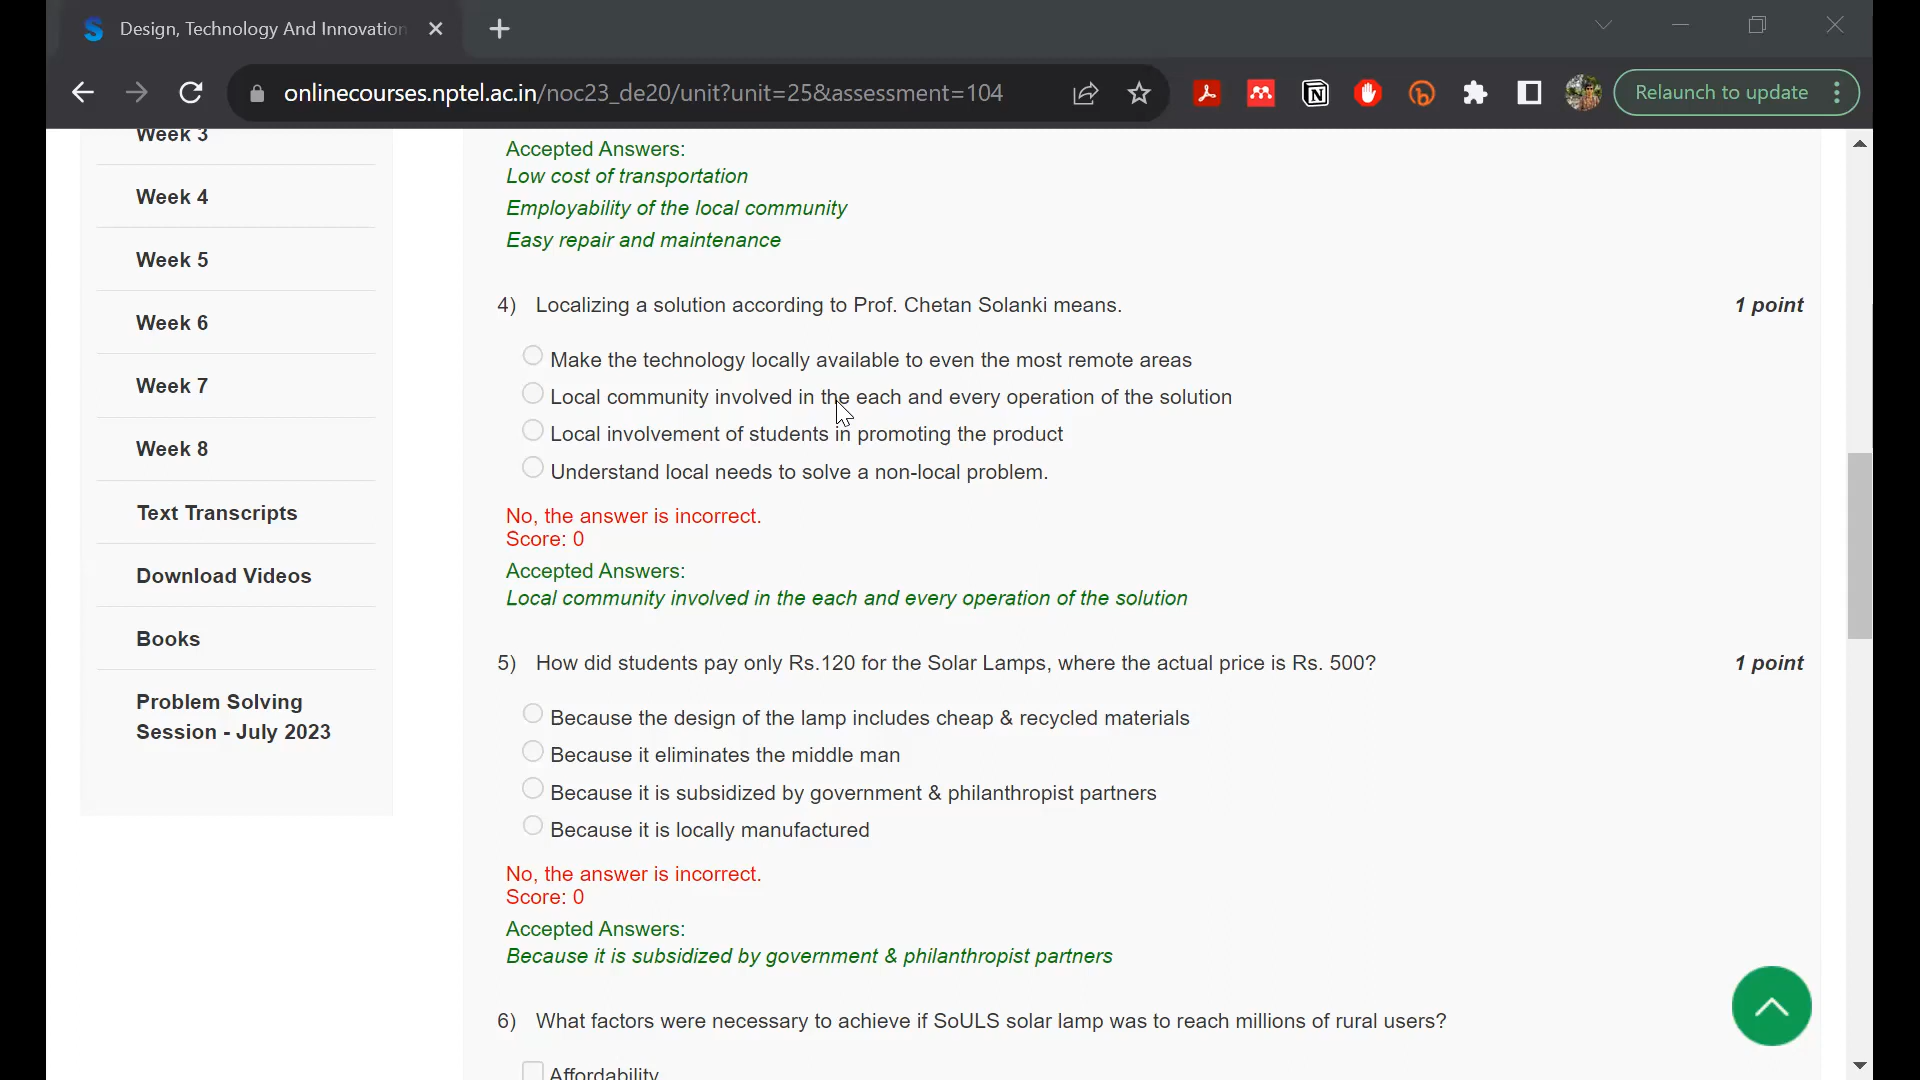 Design, Technology And Innovation
onlinecourses.nptel.ac.in/noc23_de20/unit?unit=25&assessment=104
Relaunch to update
Week 3
Week 4
Week 5
Week 6
Week 7
Week 8
Text Transcripts
Download Videos
Books
Problem Solving
Session - July 2023
Accepted Answers:
Low cost of transportation
Employability of the local community
Easy repair and maintenance
4) Localizing a solution according to Prof. Chetan Solanki means. 1 point
Make the technology locally available to even the most remote areas
Local community involved in the each and every operation of the solution
Local involvement of students in promoting the product
Understand local needs to solve a non-local problem.
No, the answer is incorrect.
Score: 0
Accepted Answers:
Local community involved in the each and every operation of the solution
5) How did students pay only Rs.120 for the Solar Lamps, where the actual price is Rs. 500? 1 point
Because the design of the lamp includes cheap & recycled materials
Because it eliminates the middle man
Because it is subsidized by government & philanthropist partners
Because it is locally manufactured
No, the answer is incorrect.
Score: 0
Accepted Answers:
Because it is subsidized by government & philanthropist partners
6) What factors were necessary to achieve if SoULS solar lamp was to reach millions of rural users?
Affordability